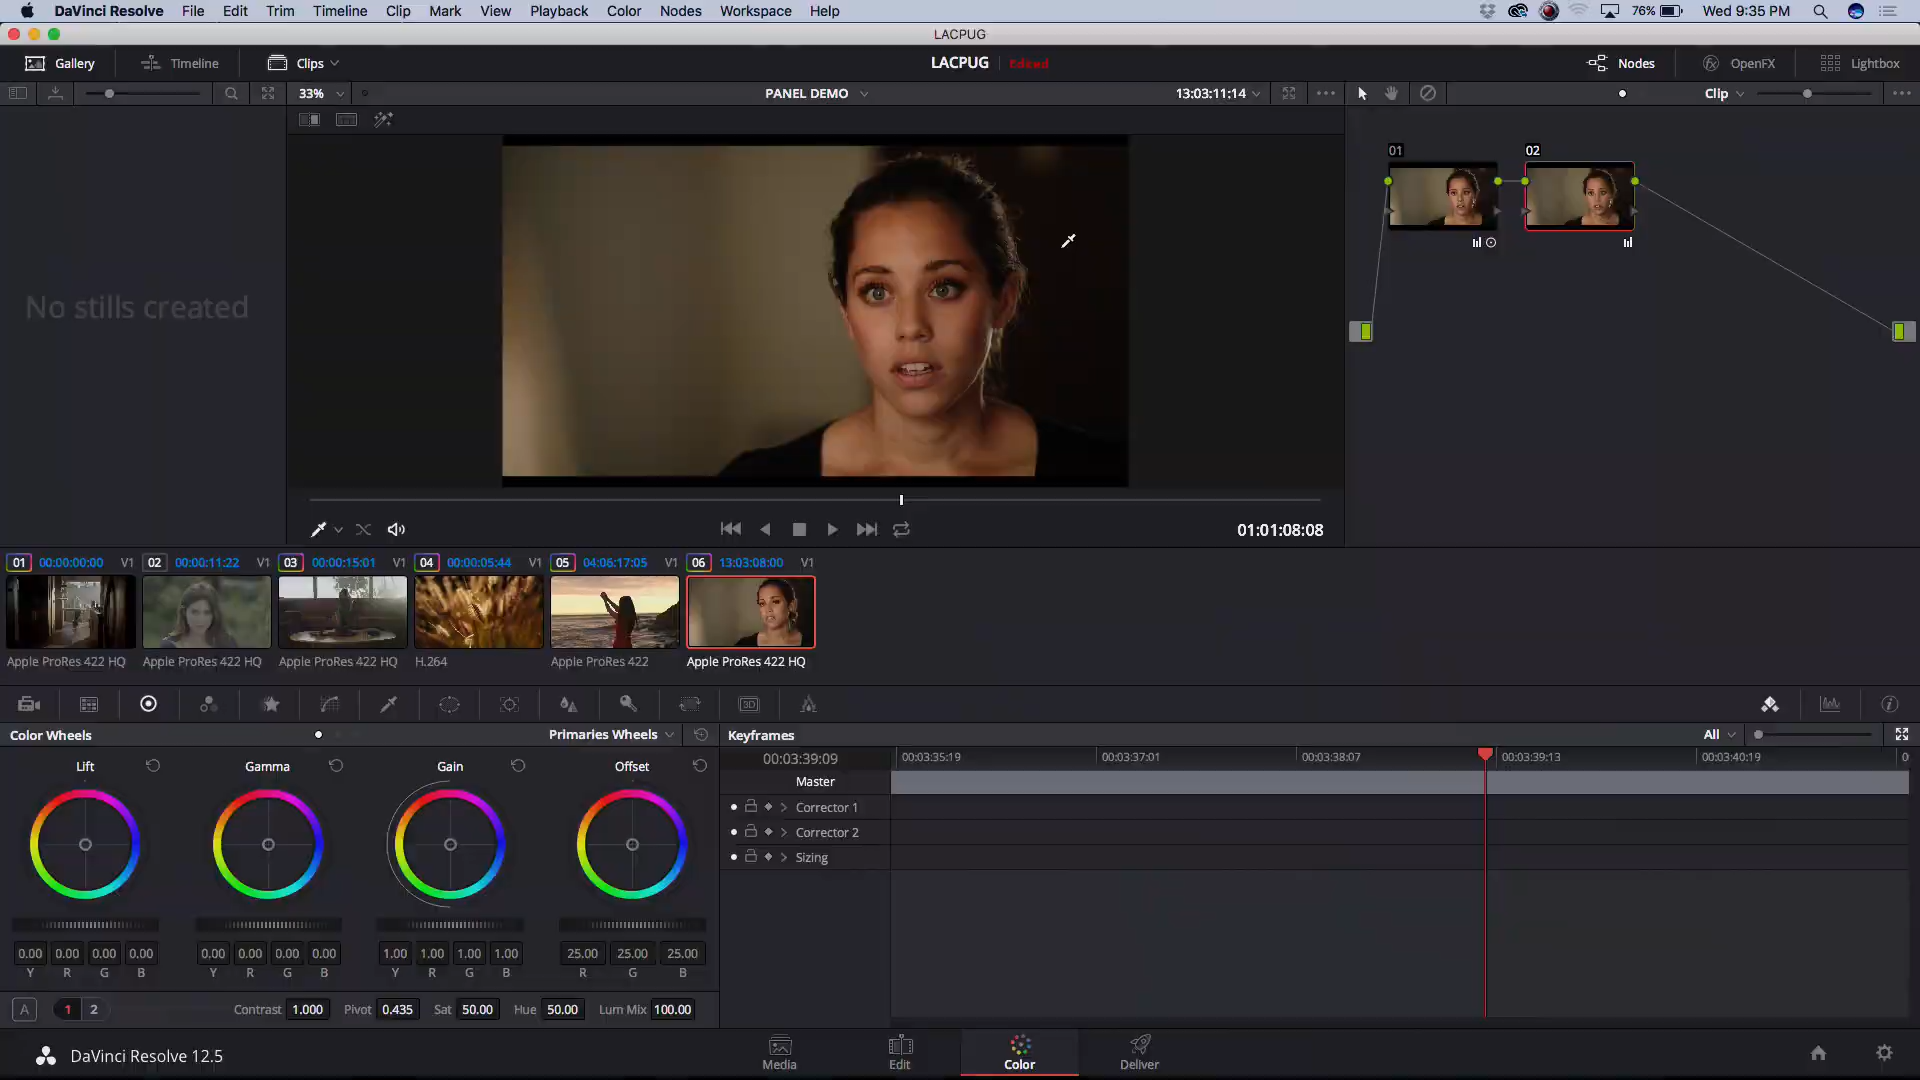 DaVinci Resolve File Edit Trim Timeline Clip Mark View Playback Color Nodes Workspace Help 76% Wed 9:35 PM
LACPUG
Gallery Timeline Clips LACPUG Edited Nodes OpenFX Lightbox
33% PANEL DEMO 13:03:11:14 Clip
01 02
No stills created
01:01:08:08
01 00:00:00:00 V1 02 00:00:11:22 V1 03 00:00:15:01 V1 04 00:00:05:44 V1 05 04:06:17:05 V1 06 13:03:08:00 V1
Apple ProRes 422 HQ Apple ProRes 422 HQ Apple ProRes 422 HQ H.264 Apple ProRes 422 Apple ProRes 422 HQ
3D
Color Wheels Primaries Wheels Keyframes All
Lift Gamma Gain Offset 00:03:39:09 00:03:35:19 00:03:37:01 00:03:38:07 00:03:39:13 00:03:40:19 0
Master
Corrector 1
Corrector 2
Sizing
0.00 0.00 0.00 0.00 0.00 0.00 0.00 0.00 1.00 1.00 1.00 1.00 25.00 25.00 25.00
Y R G B Y R G B Y R G B R G B
A 1 2 Contrast 1.000 Pivot 0.435 Sat 50.00 Hue 50.00 Lum Mix 100.00
DaVinci Resolve 12.5 Media Edit Color Deliver